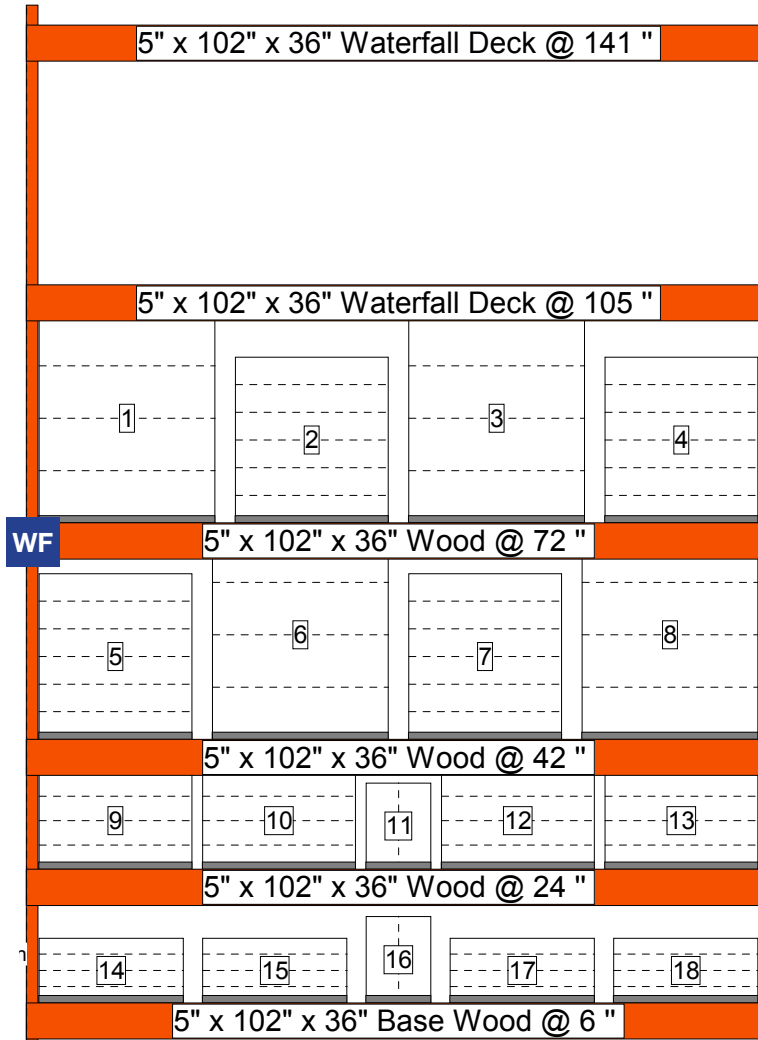 5" x 102" x 36" Waterfall Deck @ 141 "
5" x 102" x 36" Waterfall Deck @ 105 "
1
2
3
4
WF
5" x 102" x 36" Wood @ 72 "
5
6
7
8
5" x 102" x 36" Wood @ 42 "
9
10
11
12
13
5" x 102" x 36" Wood @ 24 "
14
15
16
17
18
5" x 102" x 36" Base Wood @ 6 "